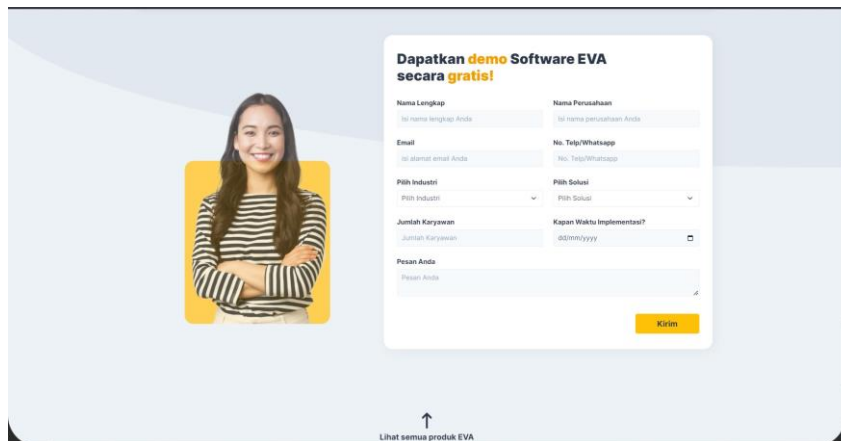 Dapatkan demo Software EVA
secara gratis!
Nama Lengkap
Nama Perusahaan
Isi nama lengkap Anda
Isi nama perusahaan Anda
Email
No. Telp/Whatsapp
Isi alamat email Anda
No. Telp/Whatsapp
Pilih Industri
Pilih Solusi
Pilih Industri
Pilih Solusi
Jumlah Karyawan
Kapan Waktu Implementasi?
Jumlah Karyawan
dd/mm/yyyy
Pesan Anda
Pesan Anda
Kirim
Lihat semua produk EVA